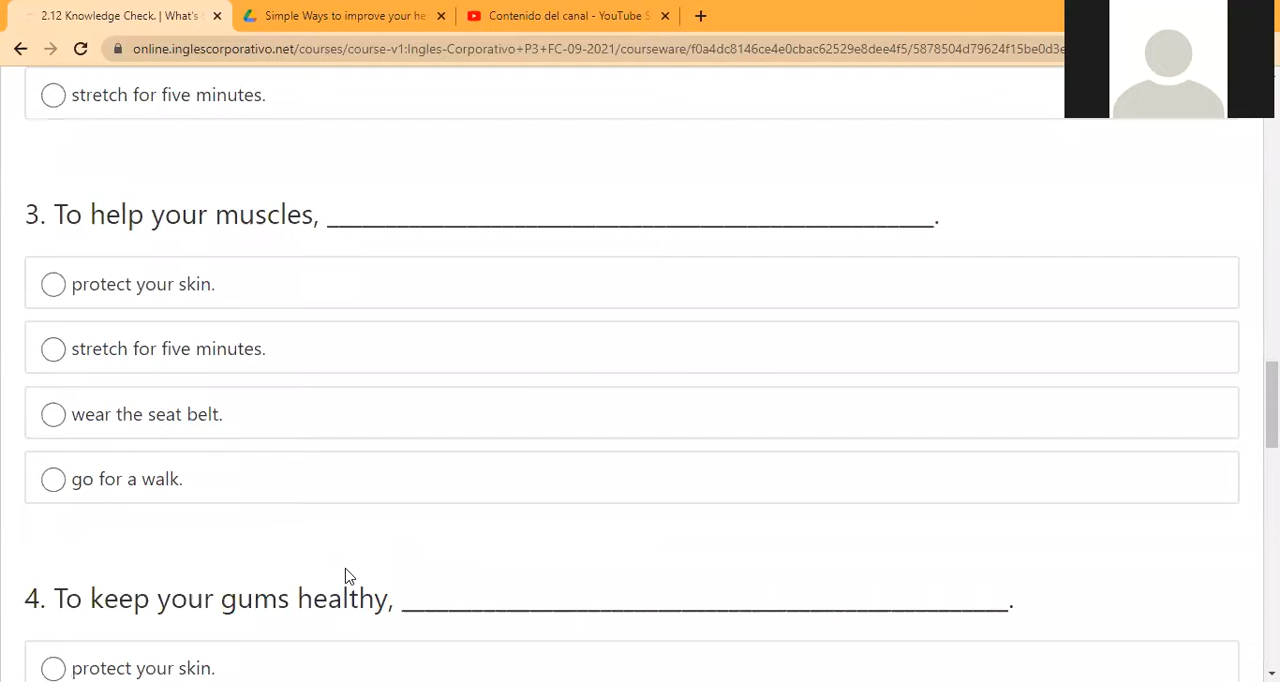 2.12 Knowledge Check. | What's
Simple Ways to improve your he
Contenido del canal - YouTube S
online.inglescorporativo.net/courses/course-v1:Ingles-Corporativo+P3+FC-09-2021/courseware/f0a4dc8146ce4e0cbac62529e8dee4f5/5878504d79624f15be0d3e
stretch for five minutes.
3. To help your muscles, ____________________.
protect your skin.
stretch for five minutes.
wear the seat belt.
go for a walk.
4. To keep your gums healthy, ____________________.
protect your skin.